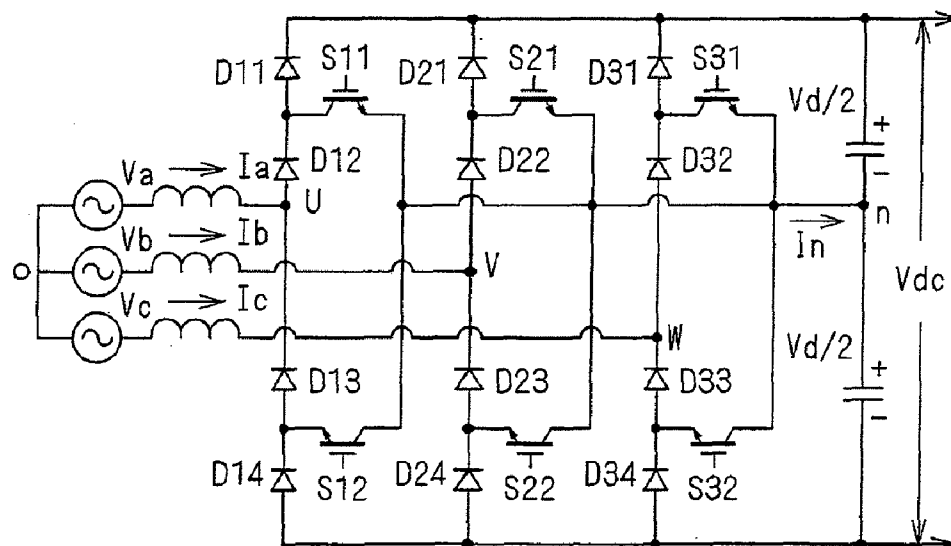 S11 S21 S31
D11 D21 D31
Vd/2 +
-
D12 D22 D32
Va Ia
U
n
In
Vb Ib
V
Vdc
Vc Ic
W
Vd/2 +
-
D13 D23 D33
D14 S12 D24 S22 D34 S32